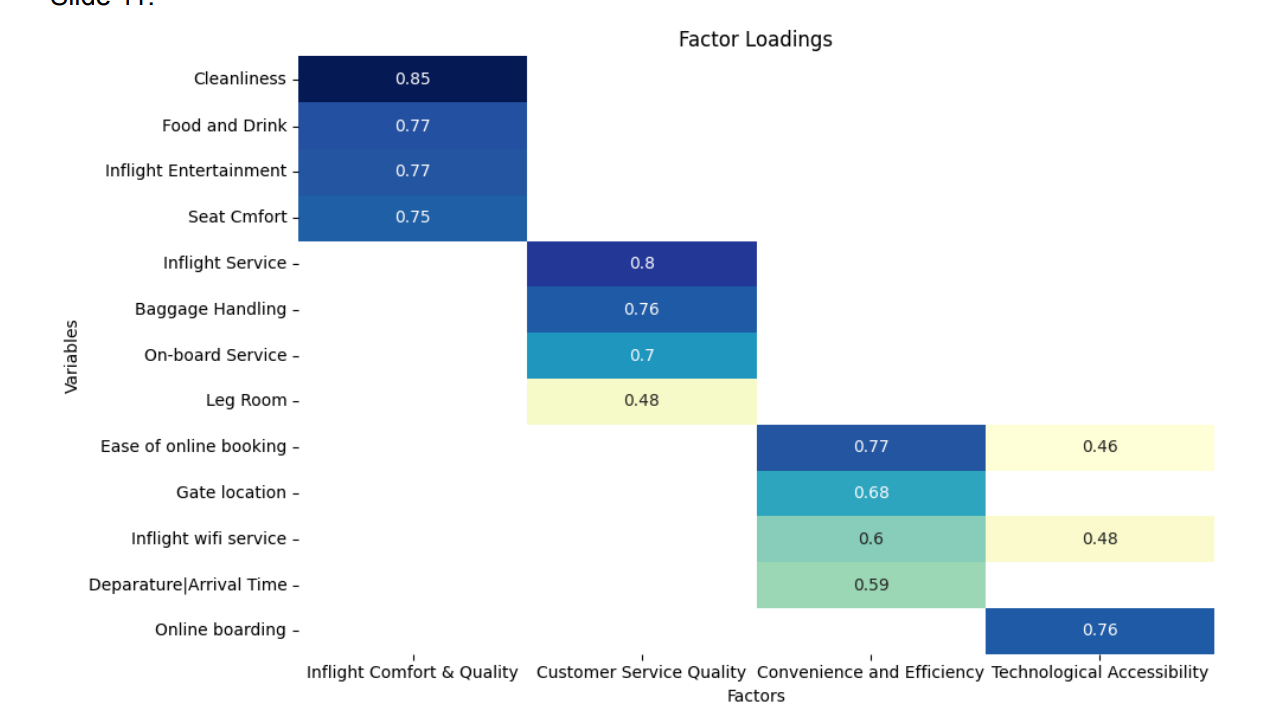 Slide 11:
Factor Loadings
Cleanliness 0.85
Food and Drink 0.77
Inflight Entertainment 0.77
Seat Cmfort 0.75
Inflight Service 0.8
Baggage Handling 0.76
On-board Service 0.7
Leg Room 0.48
Ease of online booking 0.77 0.46
Gate location 0.68
Inflight wifi service 0.6 0.48
Deparature|Arrival Time 0.59
Online boarding 0.76
Variables
Inflight Comfort & Quality Customer Service Quality Convenience and Efficiency Technological Accessibility
Factors